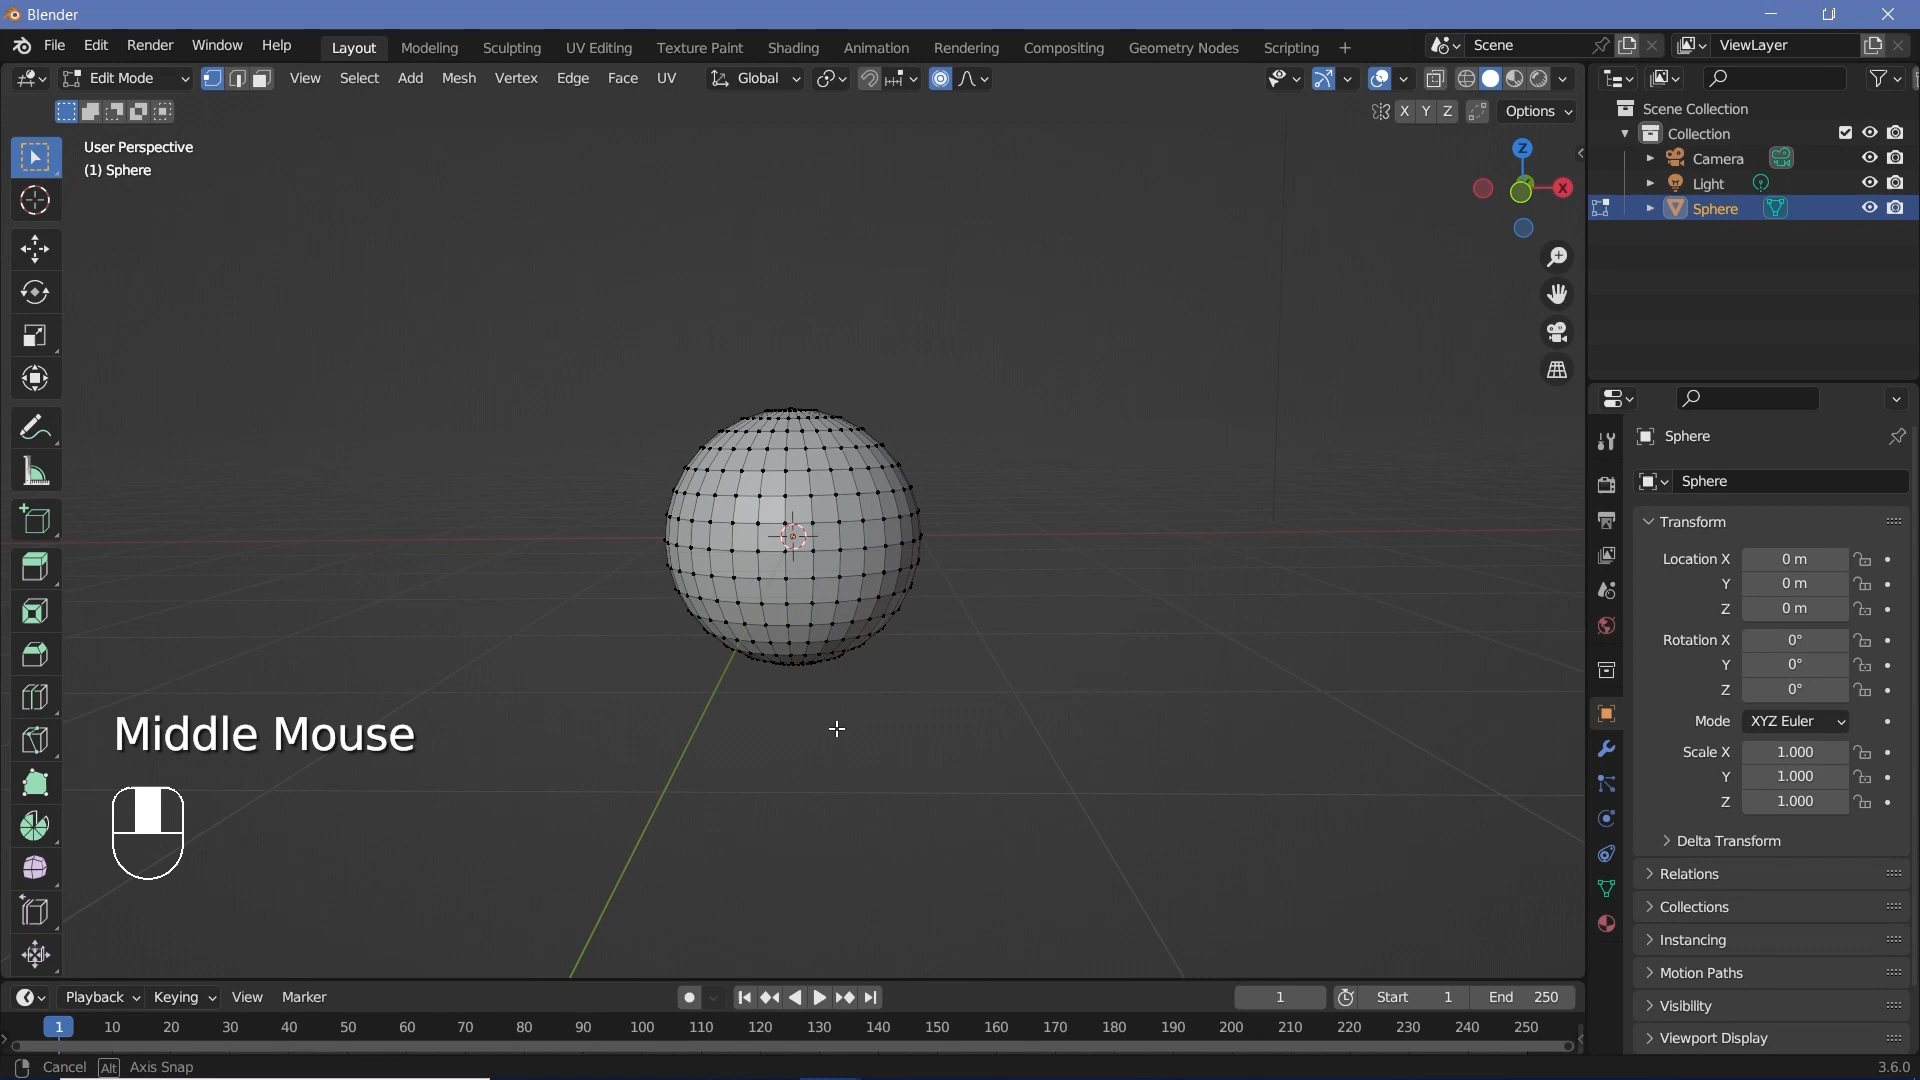 Blender
File Edit Render Window Help Layout Modeling Sculpting UV Editing Texture Paint Shading Animation Rendering Compositing Geometry Nodes Scripting + Scene ViewLayer
Edit Mode View Select Add Mesh Vertex Edge Face UV Global
X Y Z Options
User Perspective
(1) Sphere
Z
X
Scene Collection
Collection
Camera
Light
Sphere
Sphere
Sphere
Transform
Location X 0 m
Y 0 m
Z 0 m
Rotation X 0°
Y 0°
Z 0°
Mode XYZ Euler
Scale X 1.000
Y 1.000
Z 1.000
Delta Transform
Relations
Collections
Instancing
Motion Paths
Visibility
Viewport Display
Middle Mouse
Playback Keying View Marker 1 Start 1 End 250
1 10 20 30 40 50 60 70 80 90 100 110 120 130 140 150 160 170 180 190 200 210 220 230 240 250
Cancel Alt Axis Snap 3.6.0